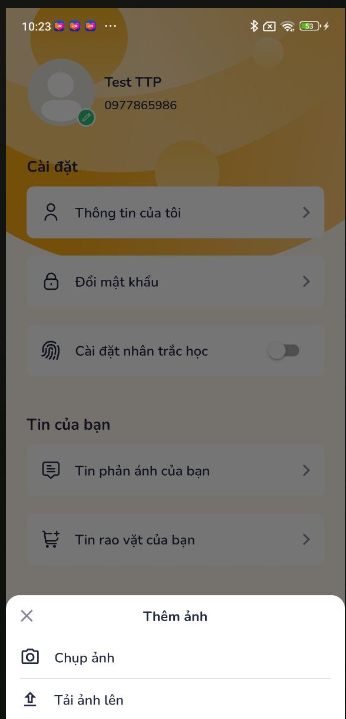 10:23
53
Test TTP
0977865986
Cài đặt
Thông tin của tôi
Đổi mật khẩu
Cài đặt nhân trắc học
Tin của bạn
Tin phản ánh của bạn
Tin rao vặt của bạn
Thêm ảnh
Chụp ảnh
Tải ảnh lên